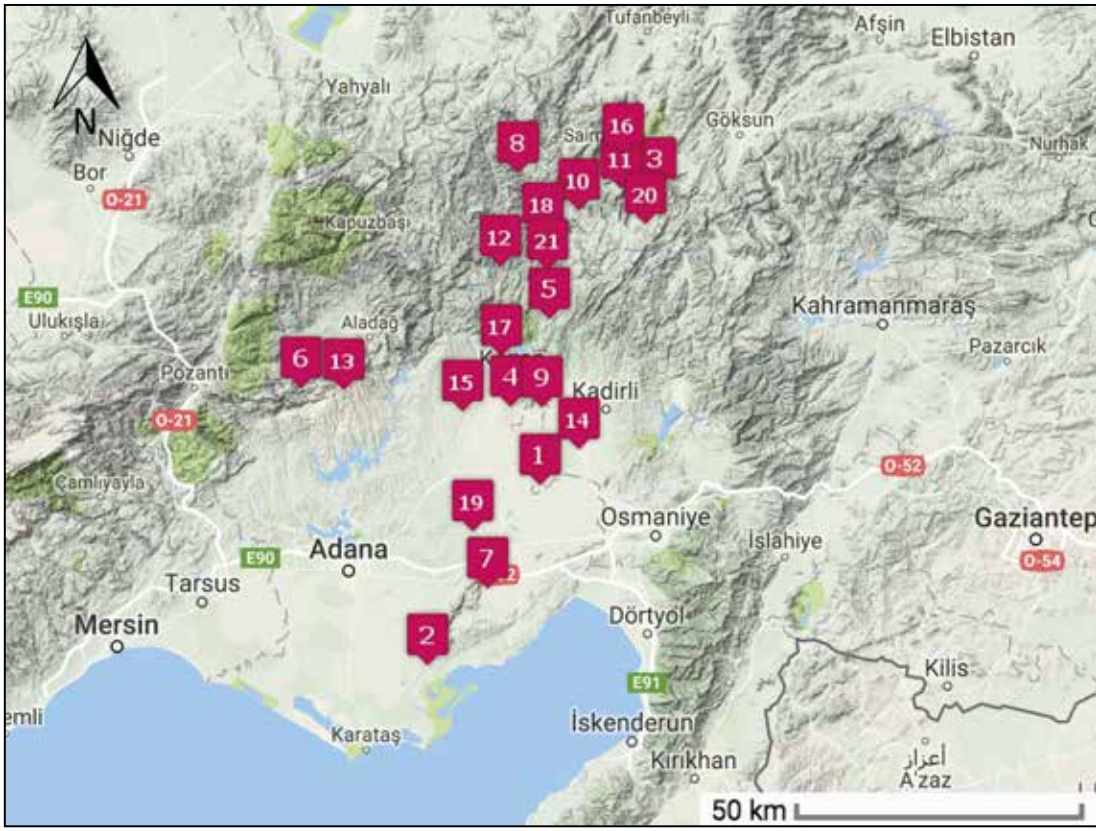 Tufanbeyli
Afşin
Elbistan
Yahyalı
N
Niğde
Bor
O-21
8
Saim
16
Göksun
Nurhak
11
3
10
20
18
Kapuzbaşı
12
21
5
E90
Ulukışla
Kahramanmaraş
Aladağ
17
Pazarcık
6
13
Pozantı
15
4
9
Kadirli
14
O-21
1
O-52
Çamlıyayla
19
Osmaniye
Gaziantep
E90
Adana
7
İslahiye
O-54
Tarsus
Mersin
2
Dörtyol
Kilis
E91
emli
Karataş
İskenderun
أعزاز
A'zaz
Kırıkhan
50 km